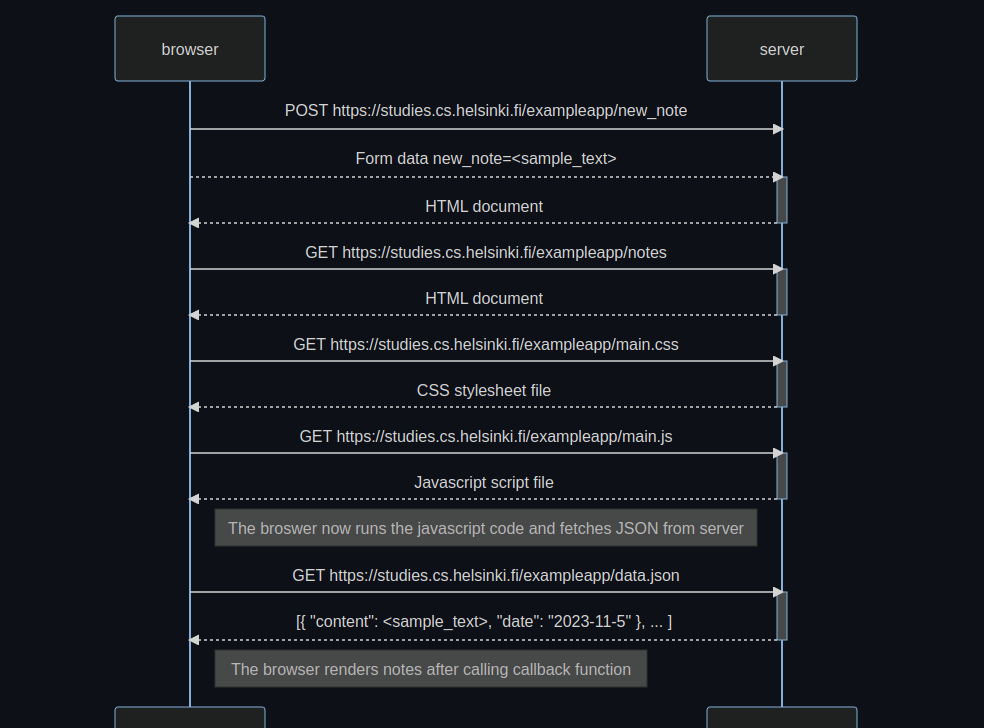 browser server
POST https://studies.cs.helsinki.fi/exampleapp/new_note
Form data new_note=<sample_text>
HTML document
GET https://studies.cs.helsinki.fi/exampleapp/notes
HTML document
GET https://studies.cs.helsinki.fi/exampleapp/main.css
CSS stylesheet file
GET https://studies.cs.helsinki.fi/exampleapp/main.js
Javascript script file
The broswer now runs the javascript code and fetches JSON from server
GET https://studies.cs.helsinki.fi/exampleapp/data.json
[{ "content": <sample_text>, "date": "2023-11-5" }, ... ]
The browser renders notes after calling callback function